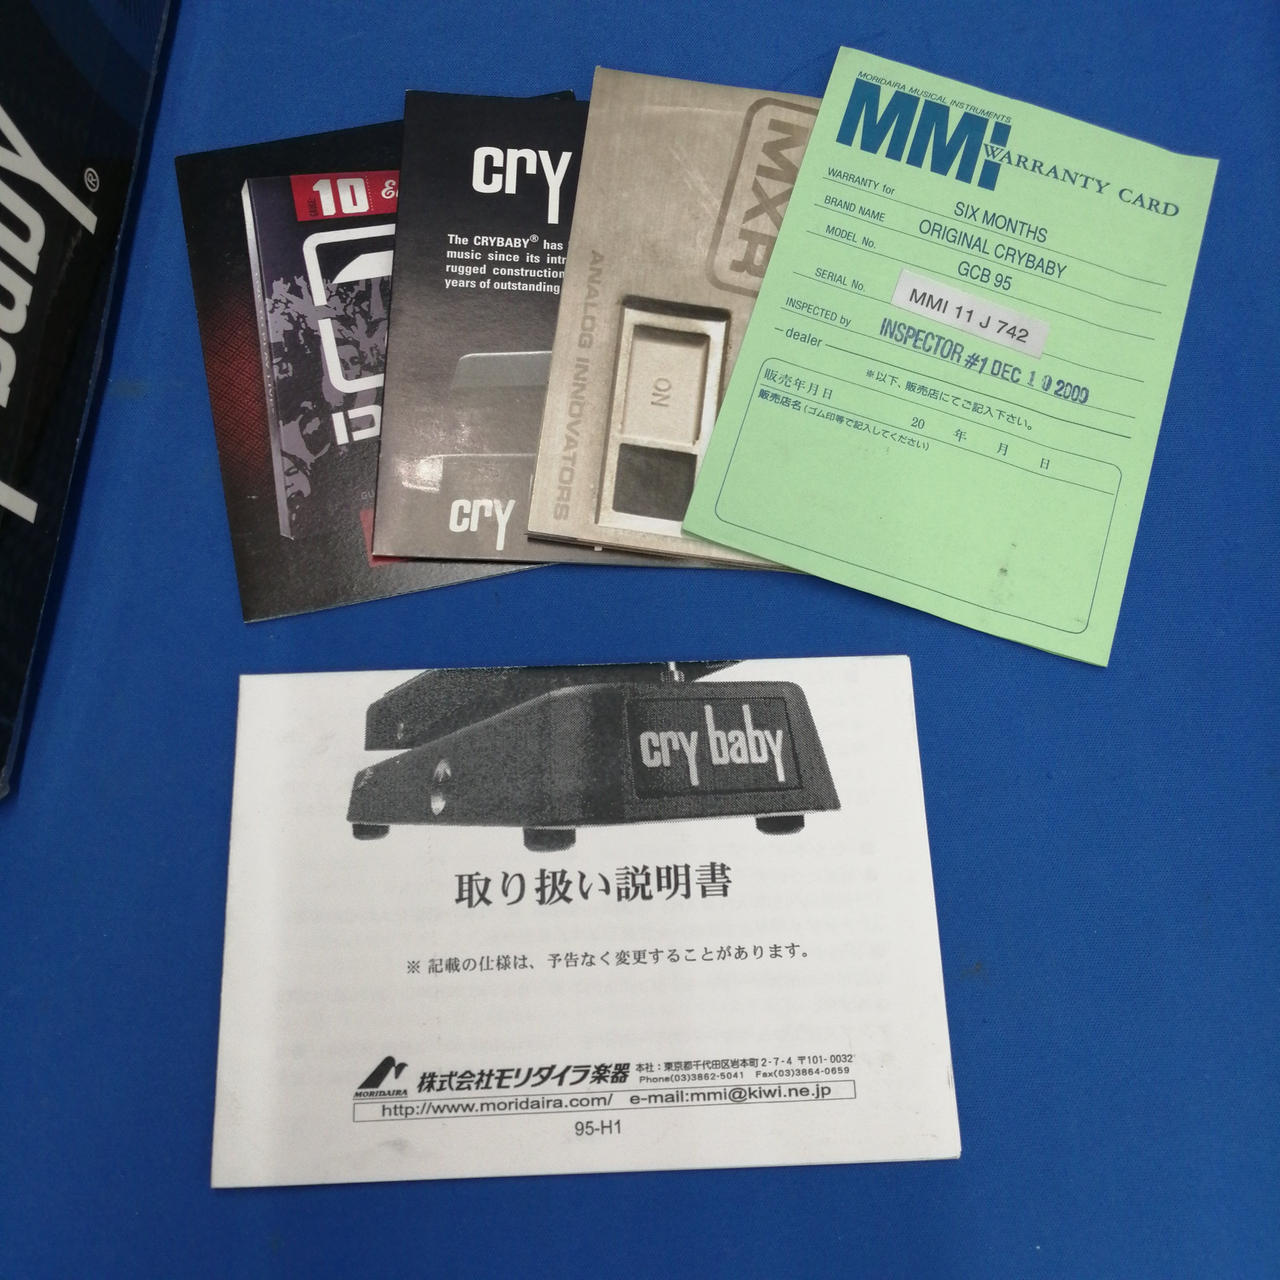 ®
10
cry
The CRYBABY® has
music since its
rugged construction
years of outstanding
cry
MXR
ANALOG INNOVATORS
ON
MORIDAIRA MUSICAL INSTRUMENTS
MMi WARRANTY CARD
WARRANTY for SIX MONTHS
BRAND NAME ORIGINAL CRYBABY
MODEL No. GCB 95
SERIAL No. MMI 11 J 742
INSPECTED by INSPECTOR #1 DEC 10 2009
dealer
※以下、販売店にてご記入下さい。
販売年月日 20 年 月 日
販売店名(ゴム印等で記入してください)
cry baby
取り扱い説明書
※ 記載の仕様は、予告なく変更することがあります。
MORIDAIRA
株式会社モリダイラ楽器
本社：東京都千代田区岩本町2-7-4 〒101-0032
Phone(03)3862-5041 Fax(03)3864-0659
http://www.moridaira.com/ e-mail:mmi@kiwi.ne.jp
95-H1